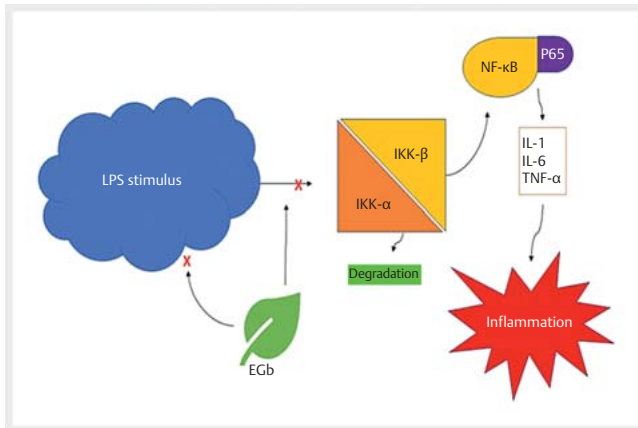 P65
NF-κB
IL-1
IL-6
TNF-α
IKK-β
LPS stimulus
X
IKK-α
X
Degradation
Inflammation
EGb